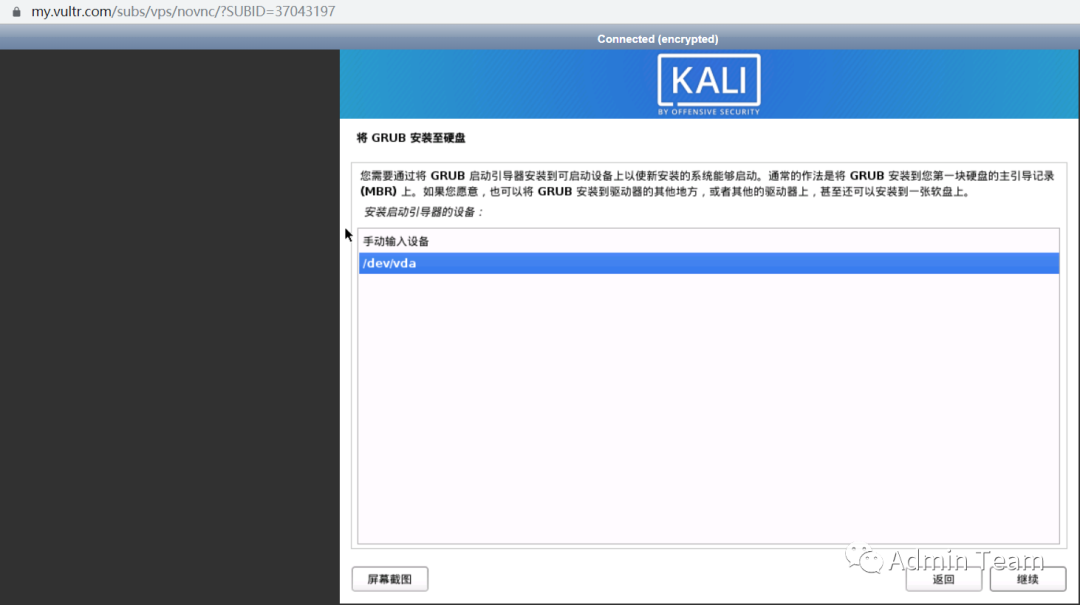 my.vultr.com/subs/vps/novnc/?SUBID=37043197
Connected (encrypted)
KALI
BY OFFENSIVE SECURITY
将 GRUB 安装至硬盘
您需要通过将 GRUB 启动引导器安装到可启动设备上以使新安装的系统能够启动。通常的作法是将 GRUB 安装到您第一块硬盘的主引导记录
(MBR) 上。如果您愿意，也可以将 GRUB 安装到驱动器的其他地方，或者其他的驱动器上，甚至还可以安装到一张软盘上。
安装启动引导器的设备：
手动输入设备
/dev/vda
Admin Team
屏幕截图
返回
继续